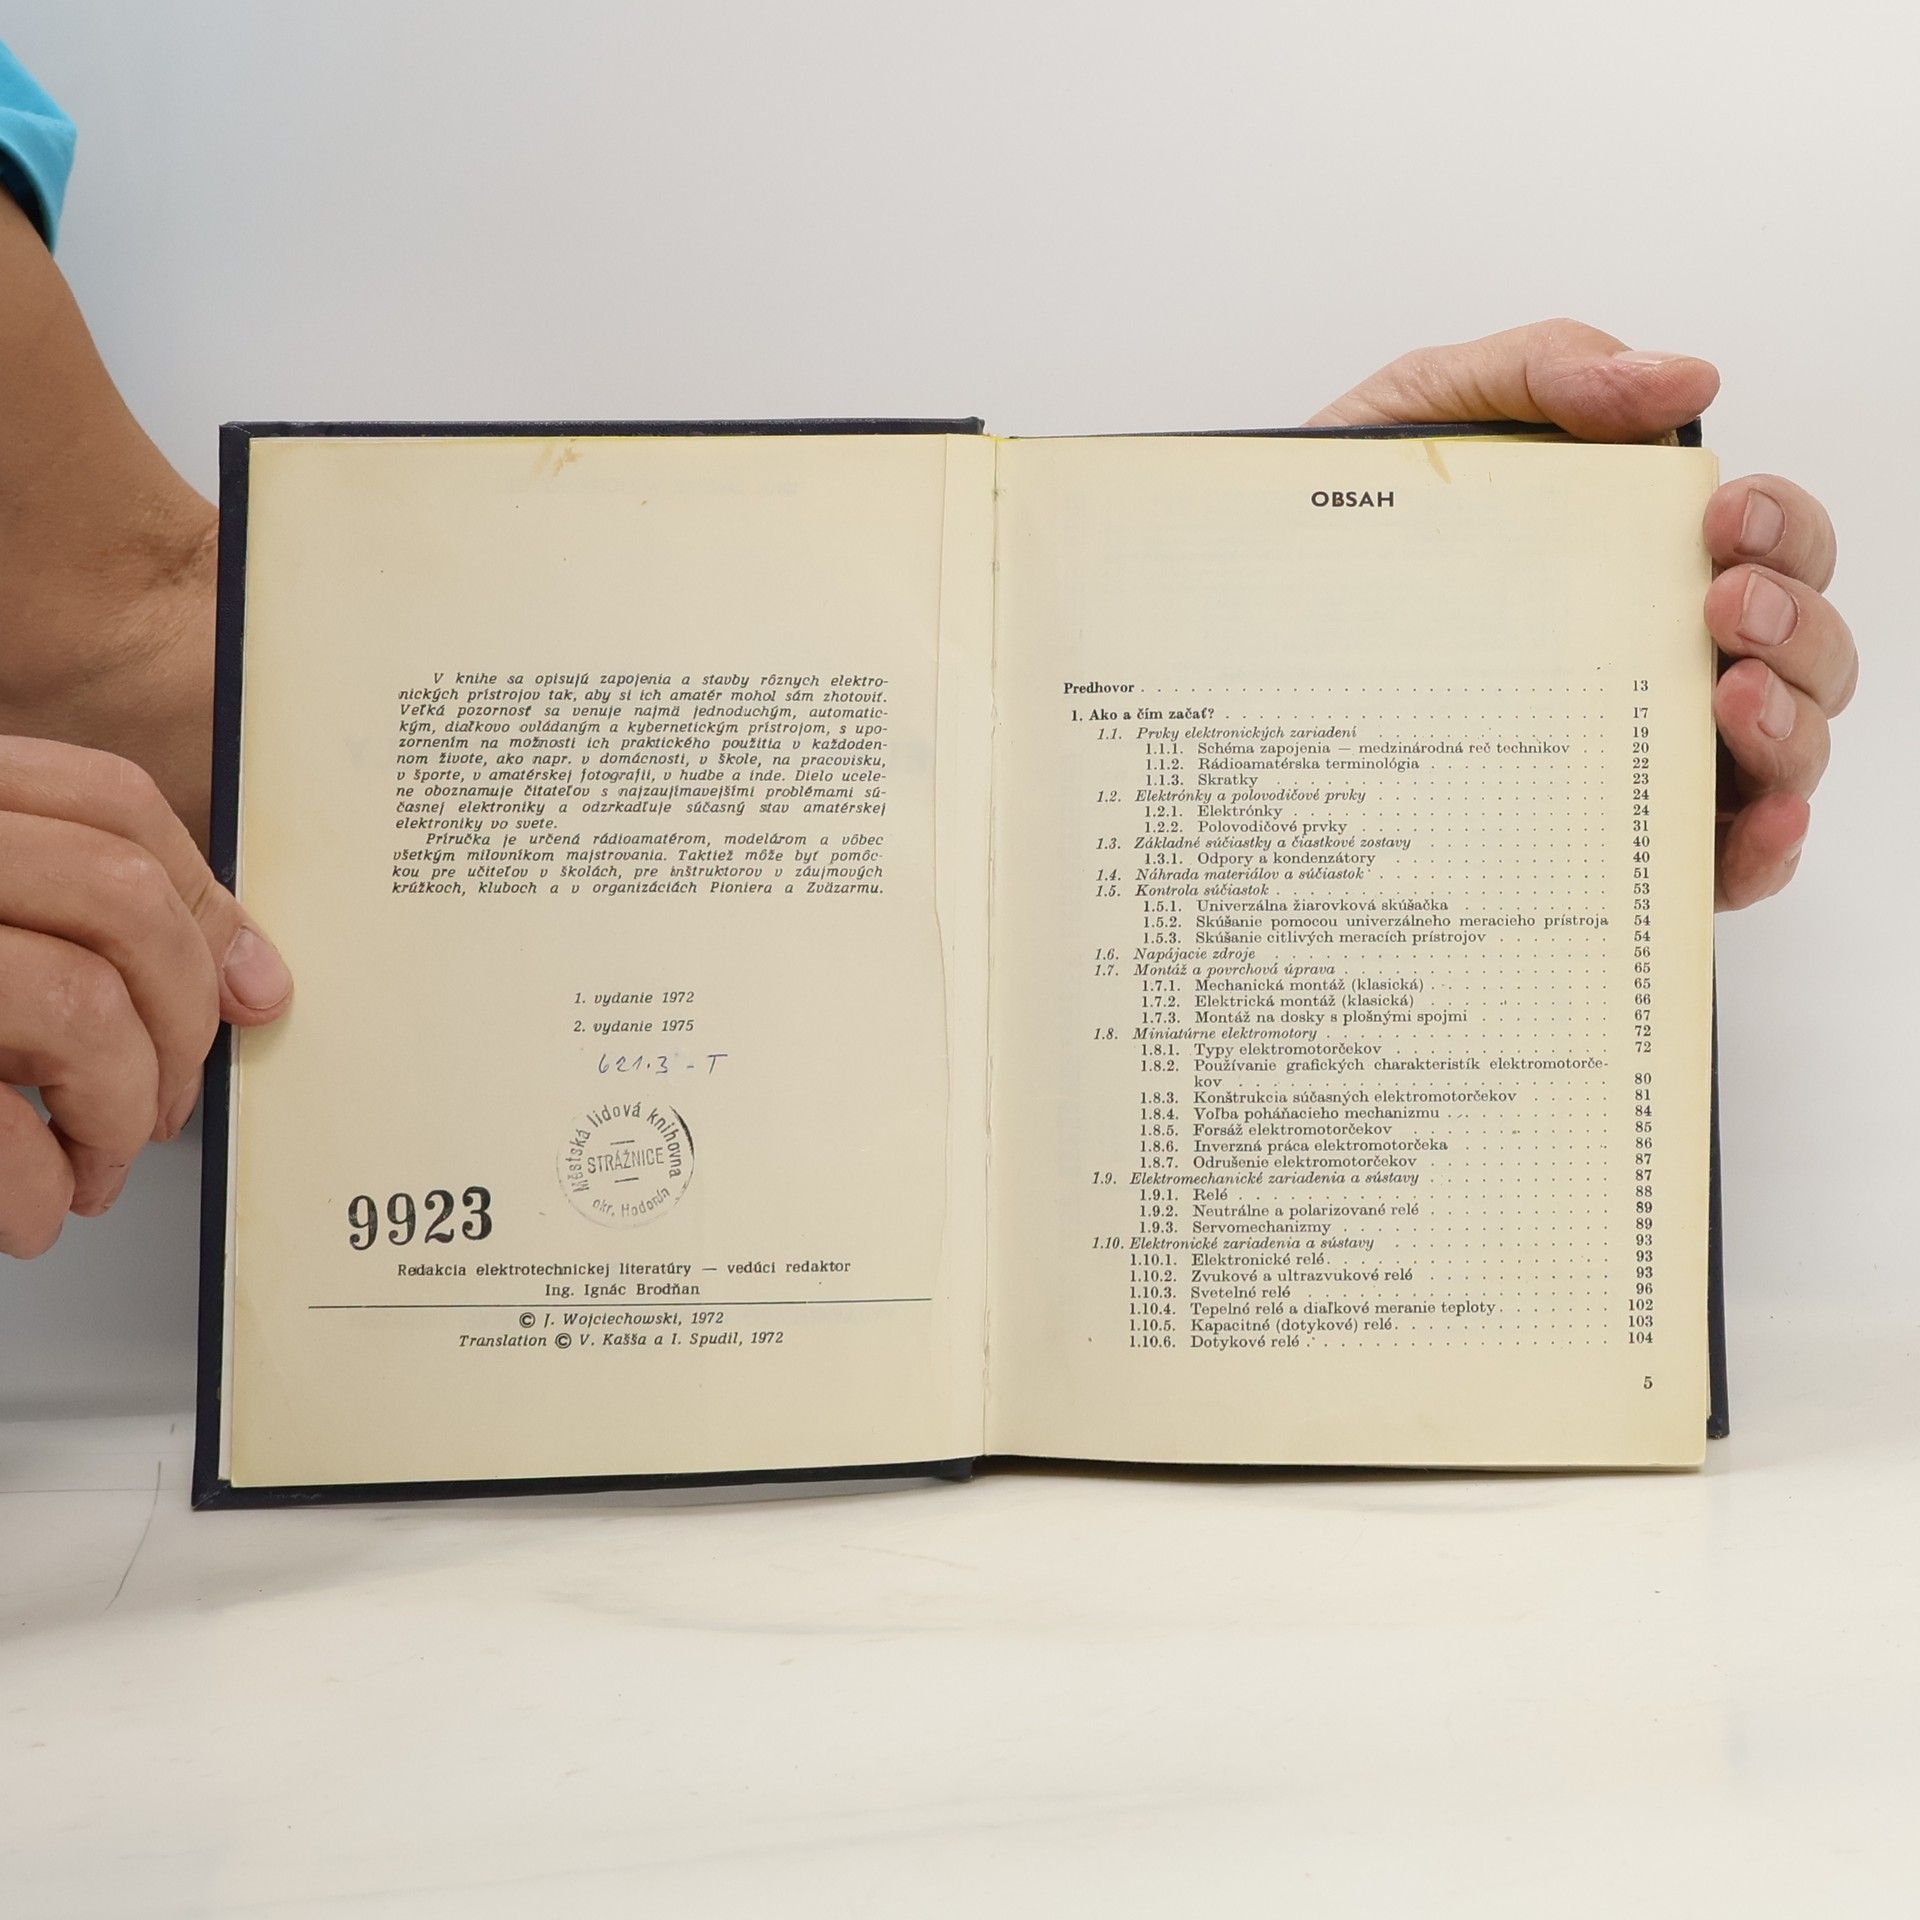 V knihe sa opisujú zapojenia a stavby rôznych elektro-
nických prístrojov tak, aby si ich amatér mohol sám zhotoviť.
Veľká pozornosť sa venuje najmä jednoduchým, automatic-
kým, diaľkovo ovládaným a kybernetickým prístrojom, s upo-
zornením na možnosti ich praktického použitia v každoden-
nom živote, ako napr. v domácnosti, v škole, na pracovisku,
v športe, v amatérskej fotografii, v hudbe a inde. Dielo ucele-
ne oboznamuje čitateľov s najzaujímavejšími problémami sú-
časnej elektroniky a odzrkadľuje súčasný stav amatérskej
elektroniky vo svete.
Príručka je určená rádioamatérom, modelárom a vôbec
všetkým milovníkom majstrovania. Taktiež môže byť pomôc-
kou pre učiteľov v školách, pre inštruktorov v záujmových
krúžkoch, kluboch a v organizáciách Pioniera a Zväzarmu.
1. vydanie 1972
2. vydanie 1975
621.3 - T
Městská lidová knihovna
STRÁŽNICE
okr. Hodonín
9923
Redakcia elektrotechnickej literatúry — vedúci redaktor
Ing. Ignác Brodňan
© J. Wojciechowski, 1972
Translation © V. Kašša a I. Spudil, 1972
OBSAH
Predhovor . . . 13
1. Ako a čím začať? . . . 17
1.1. Prvky elektronických zariadení . . . 19
1.1.1. Schéma zapojenia — medzinárodná reč technikov . . 20
1.1.2. Rádioamatérska terminológia . . . 22
1.1.3. Skratky . . . 23
1.2. Elektrónky a polovodičové prvky . . . 24
1.2.1. Elektrónky . . . 24
1.2.2. Polovodičové prvky . . . 31
1.3. Základné súčiastky a čiastkové zostavy . . . 40
1.3.1. Odpory a kondenzátory . . . 40
1.4. Náhrada materiálov a súčiastok . . . 51
1.5. Kontrola súčiastok . . . 53
1.5.1. Univerzálna žiarovková skúšačka . . . 53
1.5.2. Skúšanie pomocou univerzálneho meracieho prístroja 54
1.5.3. Skúšanie citlivých meracích prístrojov . . . 54
1.6. Napájacie zdroje . . . 56
1.7. Montáž a povrchová úprava . . . 65
1.7.1. Mechanická montáž (klasická) . . . 65
1.7.2. Elektrická montáž (klasická) . . . 66
1.7.3. Montáž na dosky s plošnými spojmi . . . 67
1.8. Miniatúrne elektromotory . . . 72
1.8.1. Typy elektromotorčekov . . . 72
1.8.2. Používanie grafických charakteristík elektromotorče-
kov . . . 80
1.8.3. Konštrukcia súčasných elektromotorčekov . . . 81
1.8.4. Voľba poháňacieho mechanizmu . . . 84
1.8.5. Forsáž elektromotorčekov . . . 85
1.8.6. Inverzná práca elektromotorčeka . . . 86
1.8.7. Odrušenie elektromotorčekov . . . 87
1.9. Elektromechanické zariadenia a sústavy . . . 87
1.9.1. Relé . . . 88
1.9.2. Neutrálne a polarizované relé . . . 89
1.9.3. Servomechanizmy . . . 89
1.10. Elektronické zariadenia a sústavy . . . 93
1.10.1. Elektronické relé . . . 93
1.10.2. Zvukové a ultrazvukové relé . . . 93
1.10.3. Svetelné relé . . . 96
1.10.4. Tepelné relé a diaľkové meranie teploty . . . 102
1.10.5. Kapacitné (dotykové) relé . . . 103
1.10.6. Dotykové relé . . . 104
5